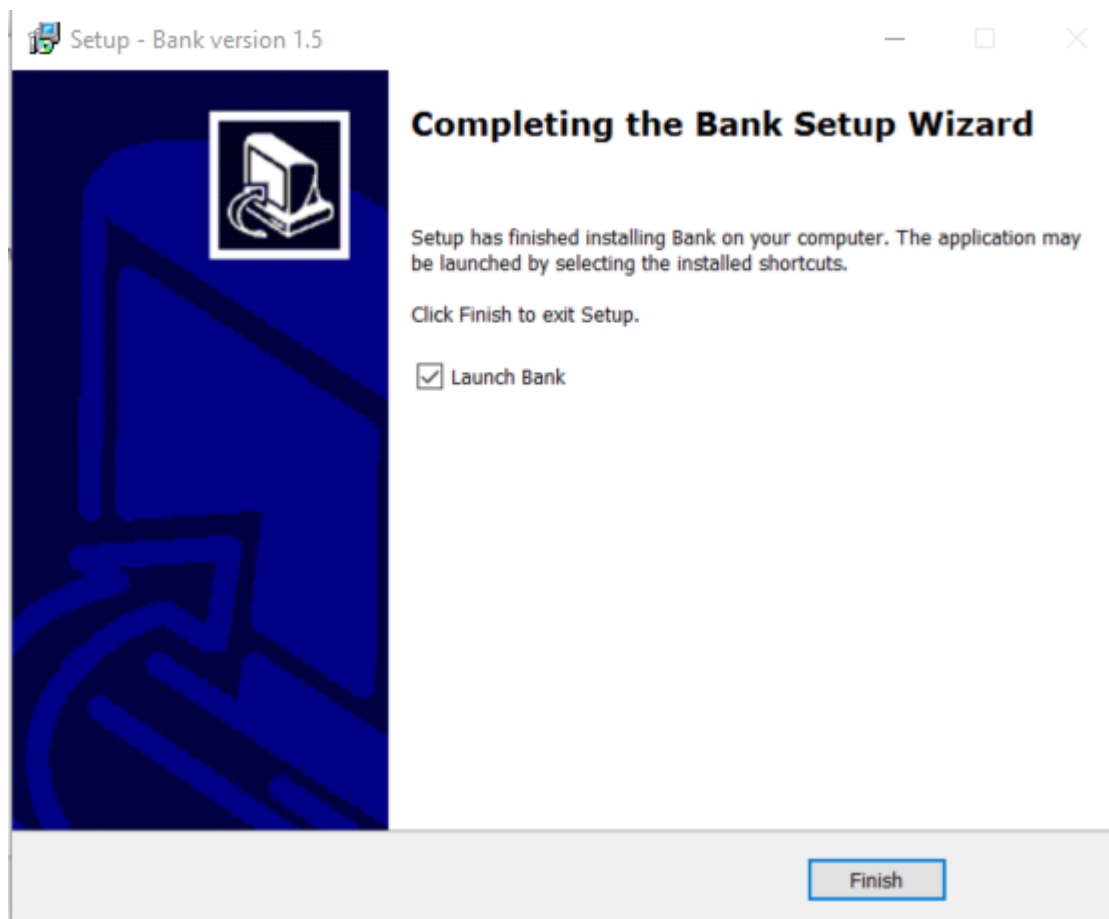 Setup - Bank version 1.5
Completing the Bank Setup Wizard
Setup has finished installing Bank on your computer. The application may
be launched by selecting the installed shortcuts.
Click Finish to exit Setup.
Launch Bank
Finish